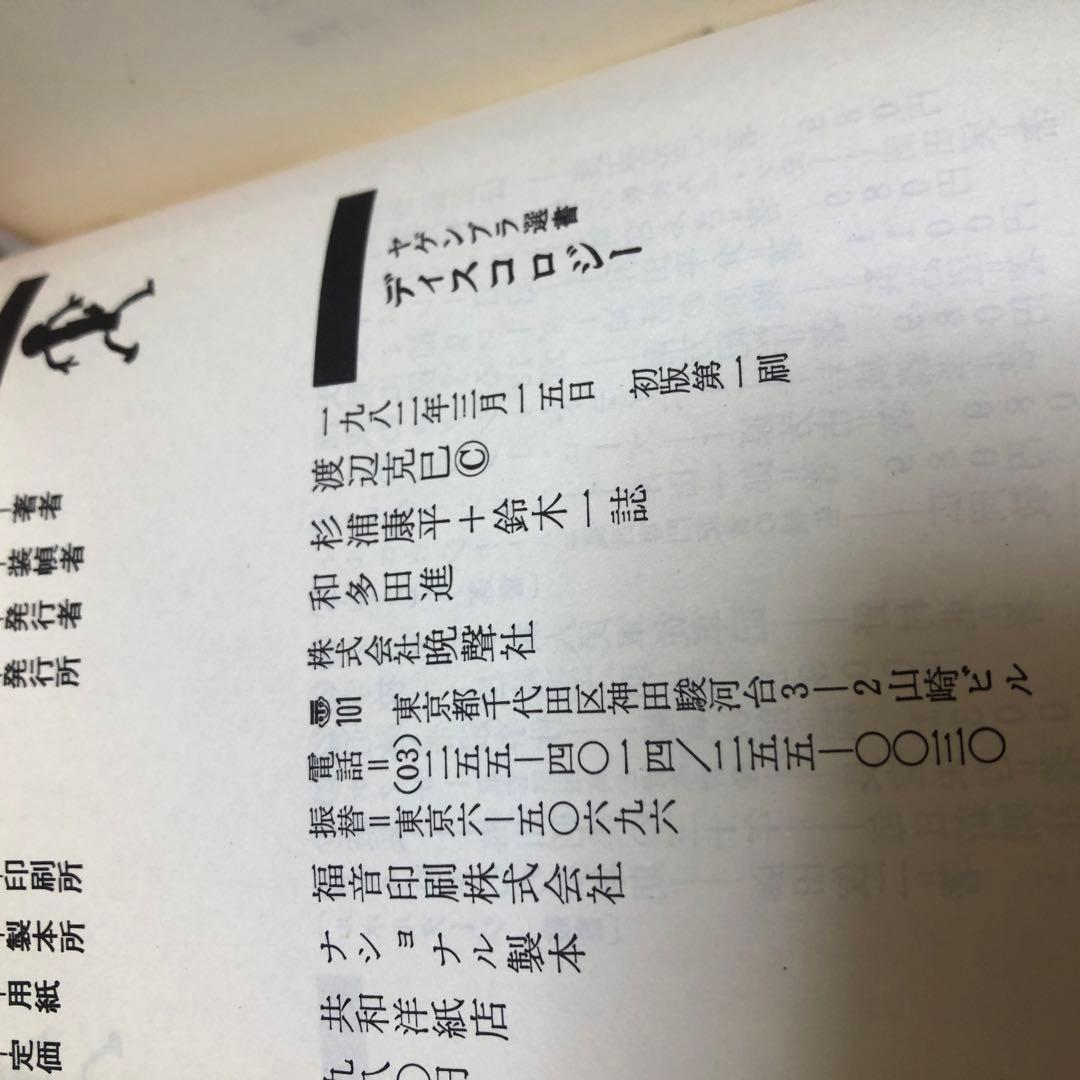 ヤゲンブラ選書
ディスコロジー
一九八二年三月一五日 初版第一刷
著者 渡辺克巳©
装幀者 杉浦康平+鈴木一誌
発行者 和多田進
発行所 株式会社晩聲社
〠101 東京都千代田区神田駿河台3—2山崎ビル
電話=(03)二五五—四〇一四/二五五—〇〇三〇
振替=東京六—五〇六九六
印刷所 福音印刷株式会社
製本所 ナショナル製本
用紙 共和洋紙店
定価 九八〇円